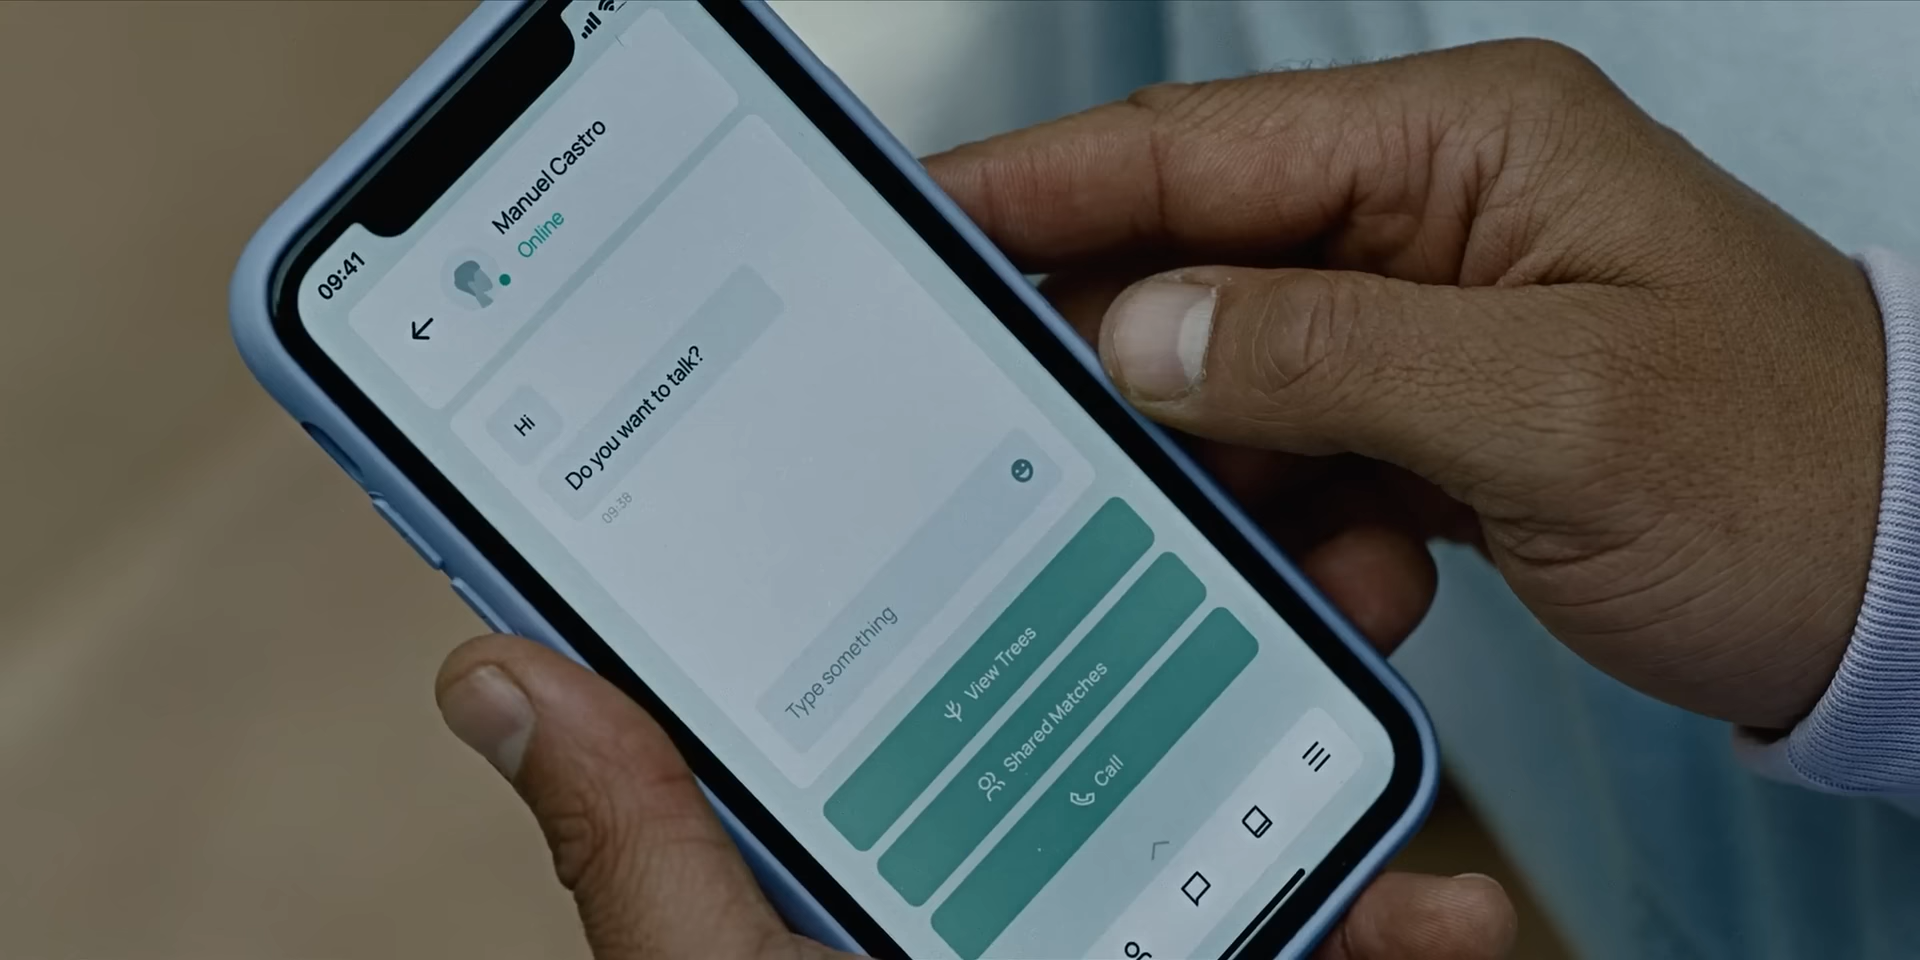 09:41
Manuel Castro
Online
Hi
Do you want to talk?
09:38
Type something
View Trees
Shared Matches
Call